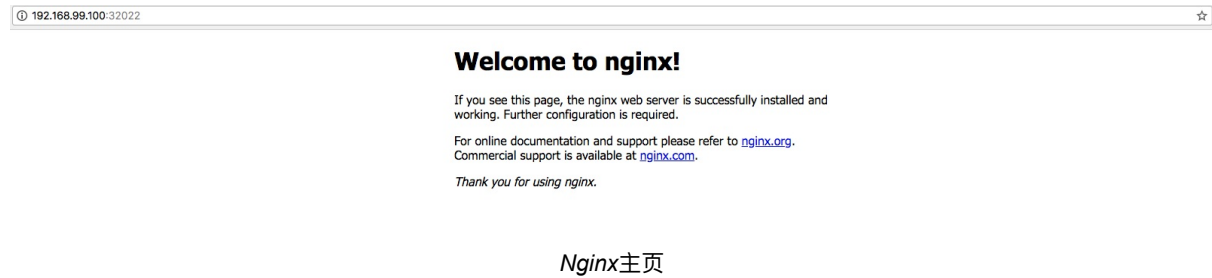 192.168.99.100:32022
Welcome to nginx!
If you see this page, the nginx web server is successfully installed and
working. Further configuration is required.
For online documentation and support please refer to nginx.org.
Commercial support is available at nginx.com.
Thank you for using nginx.
Nginx主页